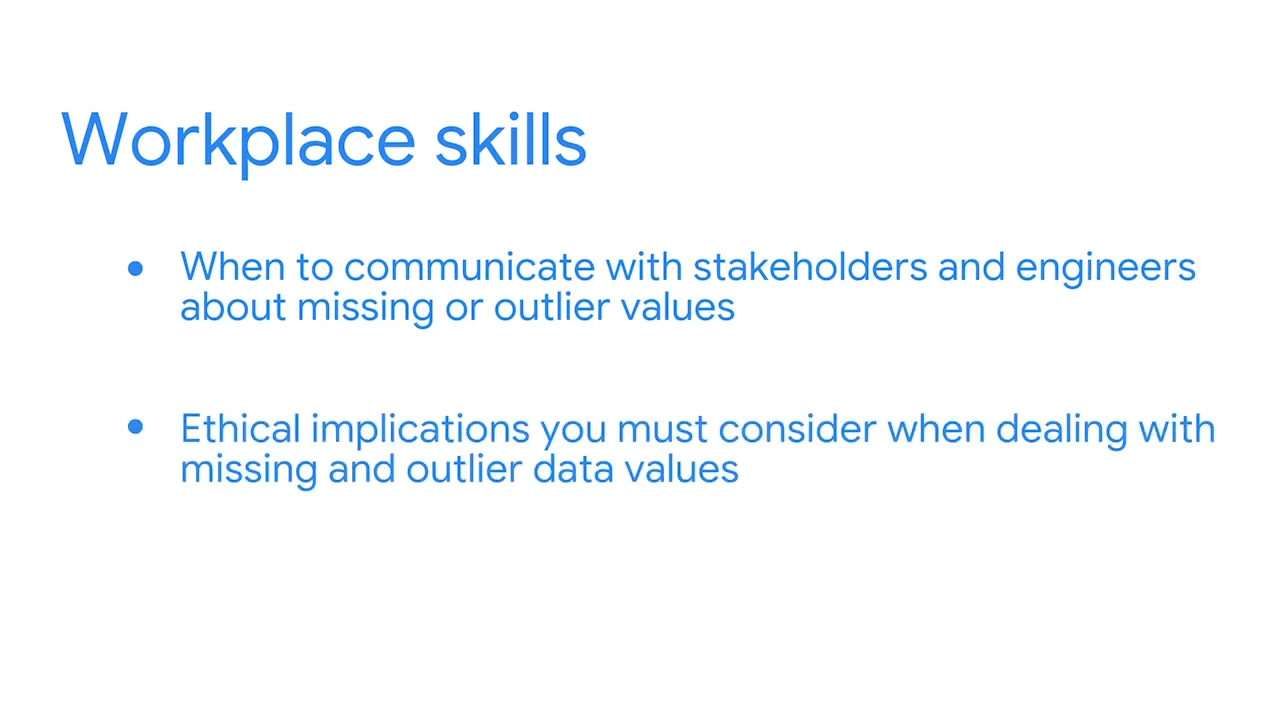 Workplace skills
• When to communicate with stakeholders and engineers
about missing or outlier values
• Ethical implications you must consider when dealing with
missing and outlier data values